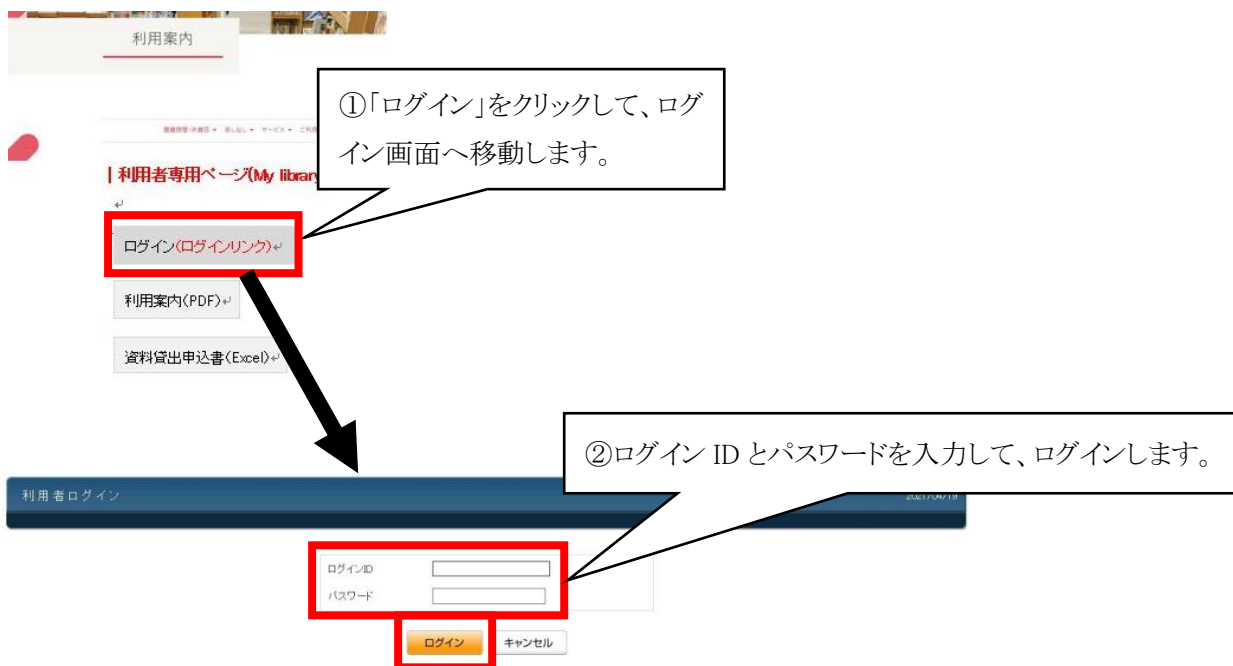 利用案内
①「ログイン」をクリックして、ログ
イン画面へ移動します。
利用者専用ページ(My library
ログイン(ログインリンク)↵
利用案内(PDF)↵
資料貸出申込書(Excel)↵
②ログイン ID とパスワードを入力して、ログインします。
利用者ログイン
2021/04/19
ログインID
パスワード
ログイン
キャンセル